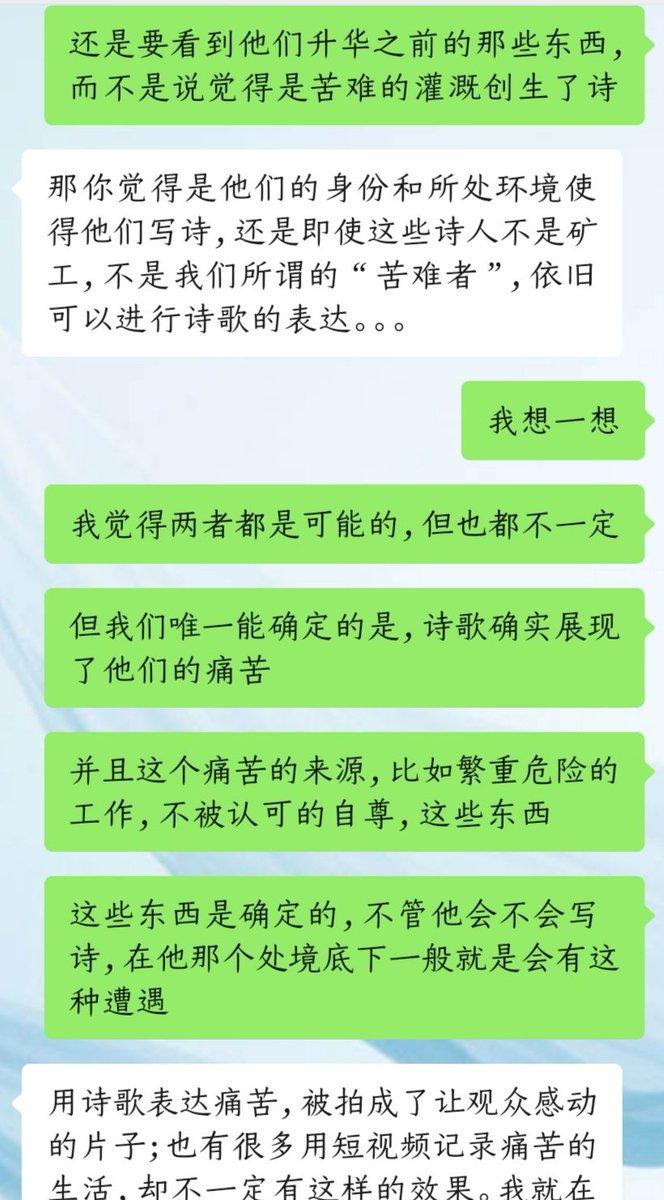 还是要看到他们升华之前的那些东西,
而不是说觉得是苦难的灌溉创生了诗
那你觉得是他们的身份和所处环境使
得他们写诗,还是即使这些诗人不是矿
工,不是我们所谓的“苦难者”,依旧
可以进行诗歌的表达。。。
我想一想
我觉得两者都是可能的,但也都不一定
但我们唯一能确定的是,诗歌确实展现
了他们的痛苦
并且这个痛苦的来源,比如繁重危险的
工作,不被认可的自尊,这些东西
这些东西是确定的,不管他会不会写
诗,在他那个处境底下一般就是会有这
种遭遇
用诗歌表达痛苦,被拍成了让观众感动
的片子;也有很多用短视频记录痛苦的
生活,却不一定有这样的效果。我就在